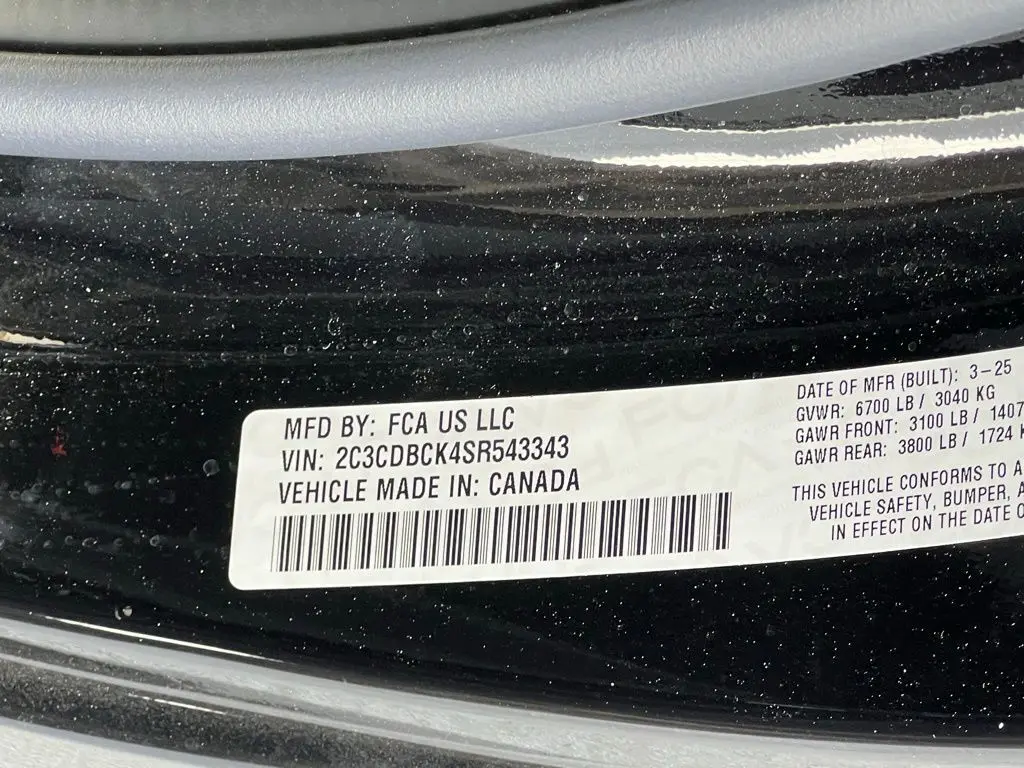 MFD BY: FCA US LLC
VIN: 2C3CDBCK4SR543343
VEHICLE MADE IN: CANADA
DATE OF MFR (BUILT): 3-25
GVWR: 6700 LB / 3040 KG
GAWR FRONT: 3100 LB / 1407
GAWR REAR: 3800 LB / 1724 K
THIS VEHICLE CONFORMS TO A
VEHICLE SAFETY, BUMPER, A
IN EFFECT ON THE DATE O